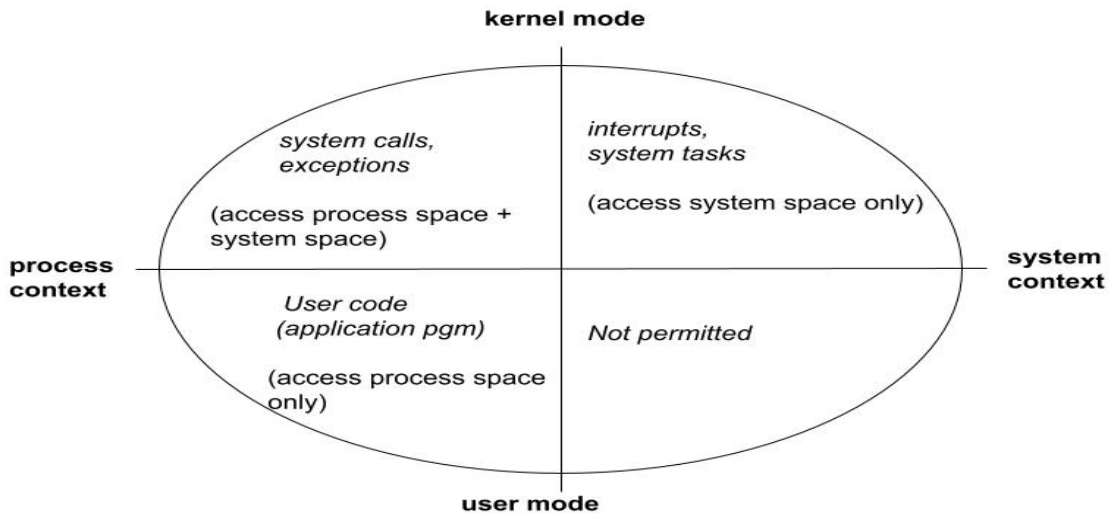 kernel mode
system calls,
exceptions
(access process space +
system space)
interrupts,
system tasks
(access system space only)
process
context
system
context
User code
(application pgm)
(access process space
only)
Not permitted
user mode